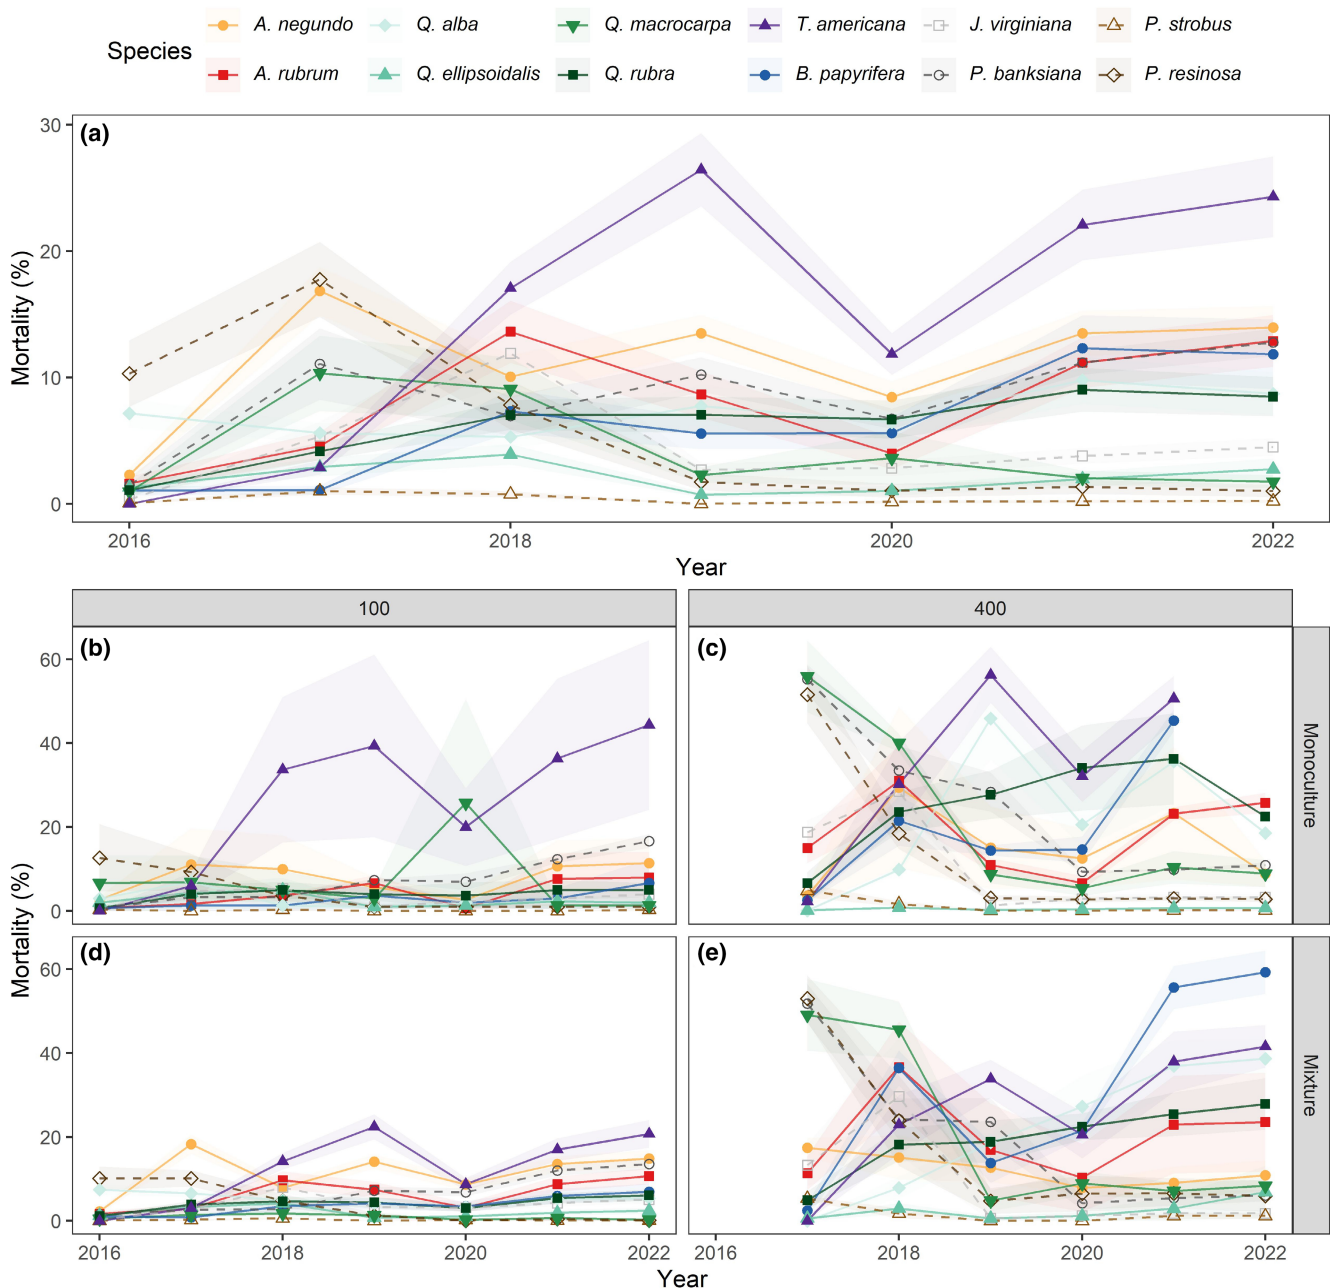 A. negundo Q. alba Q. macrocarpa T. americana J. virginiana P. strobus
Species
A. rubrum Q. ellipsoidalis Q. rubra B. papyrifera P. banksiana P. resinosa
(a)
30
20
10
0
Mortality (%)
2016 2018 2020 2022
Year
100 400
(b) (c)
60
40
20
0
Monoculture
(d) (e)
60
40
20
0
Mixture
Mortality (%)
2016 2018 2020 2022 2016 2018 2020 2022
Year